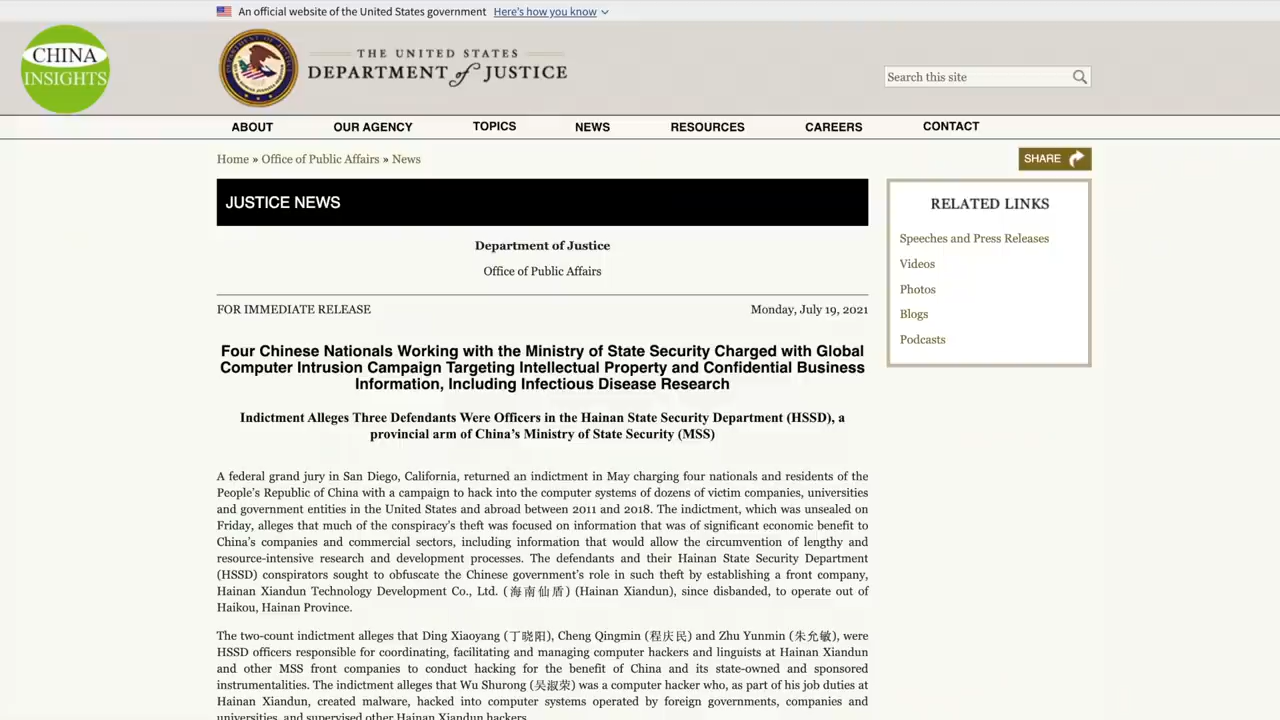 An official website of the United States government Here's how you know
CHINA
INSIGHTS
THE UNITED STATES
DEPARTMENT of JUSTICE
Search this site
ABOUT OUR AGENCY TOPICS NEWS RESOURCES CAREERS CONTACT
Home » Office of Public Affairs » News
SHARE
JUSTICE NEWS
Department of Justice
Office of Public Affairs
FOR IMMEDIATE RELEASE Monday, July 19, 2021
Four Chinese Nationals Working with the Ministry of State Security Charged with Global
Computer Intrusion Campaign Targeting Intellectual Property and Confidential Business
Information, Including Infectious Disease Research
Indictment Alleges Three Defendants Were Officers in the Hainan State Security Department (HSSD), a
provincial arm of China's Ministry of State Security (MSS)
A federal grand jury in San Diego, California, returned an indictment in May charging four nationals and residents of the
People's Republic of China with a campaign to hack into the computer systems of dozens of victim companies, universities
and government entities in the United States and abroad between 2011 and 2018. The indictment, which was unsealed on
Friday, alleges that much of the conspiracy's theft was focused on information that was of significant economic benefit to
China's companies and commercial sectors, including information that would allow the circumvention of lengthy and
resource-intensive research and development processes. The defendants and their Hainan State Security Department
(HSSD) conspirators sought to obfuscate the Chinese government's role in such theft by establishing a front company,
Hainan Xiandun Technology Development Co., Ltd. (海南仙盾) (Hainan Xiandun), since disbanded, to operate out of
Haikou, Hainan Province.
The two-count indictment alleges that Ding Xiaoyang (丁晓阳), Cheng Qingmin (程庆民) and Zhu Yunmin (朱允敏), were
HSSD officers responsible for coordinating, facilitating and managing computer hackers and linguists at Hainan Xiandun
and other MSS front companies to conduct hacking for the benefit of China and its state-owned and sponsored
instrumentalities. The indictment alleges that Wu Shurong (吴淑荣) was a computer hacker who, as part of his job duties at
Hainan Xiandun, created malware, hacked into computer systems operated by foreign governments, companies and
universities, and supervised other Hainan Xiandun hackers.
RELATED LINKS
Speeches and Press Releases
Videos
Photos
Blogs
Podcasts